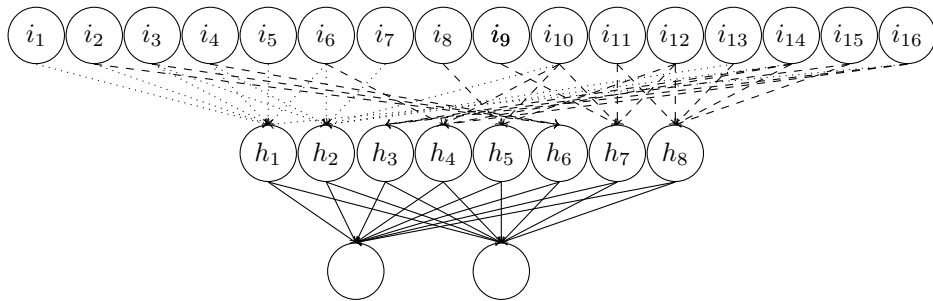 i₁ i₂ i₃ i₄ i₅ i₆ i₇ i₈ i₉ i₁₀ i₁₁ i₁₂ i₁₃ i₁₄ i₁₅ i₁₆
h₁ h₂ h₃ h₄ h₅ h₆ h₇ h₈